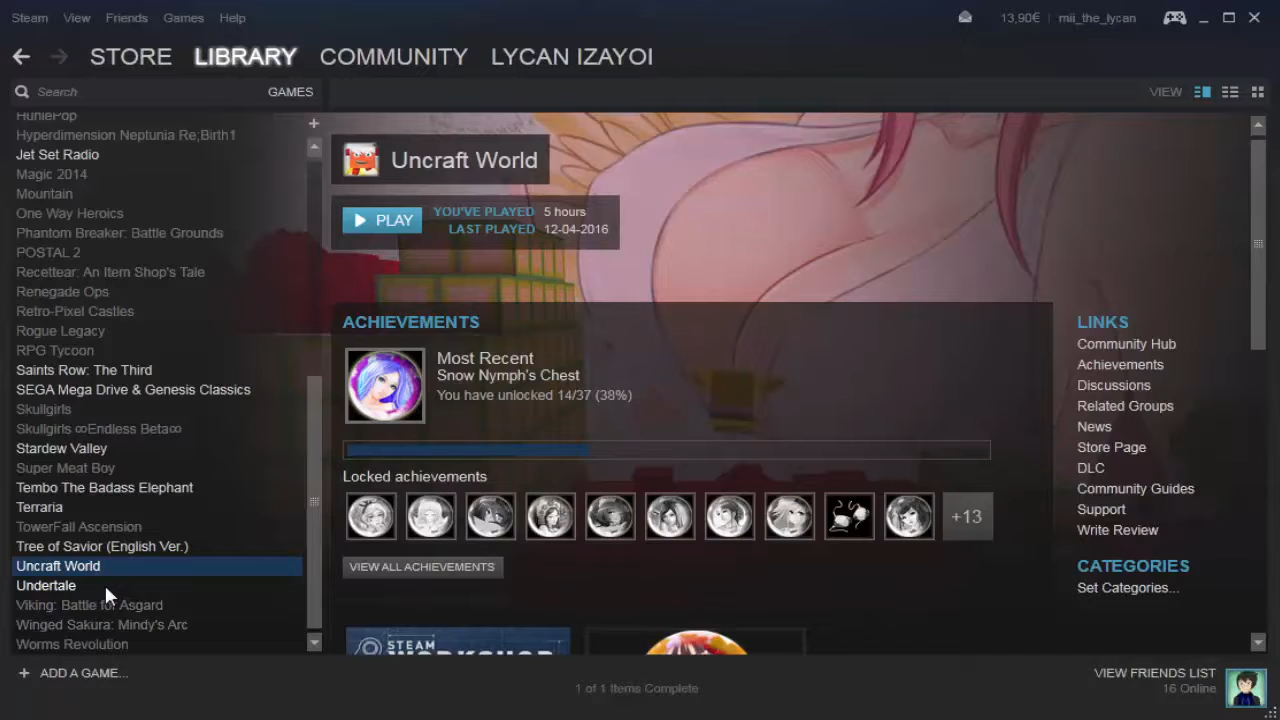 Steam View Friends Games Help
13,90€ mii_the_lycan
STORE LIBRARY COMMUNITY LYCAN IZAYOI
Search GAMES
VIEW
HuniePop
Hyperdimension Neptunia Re;Birth1
Jet Set Radio
Magic 2014
Mountain
One Way Heroics
Phantom Breaker: Battle Grounds
POSTAL 2
Recettear: An Item Shop's Tale
Renegade Ops
Retro-Pixel Castles
Rogue Legacy
RPG Tycoon
Saints Row: The Third
SEGA Mega Drive & Genesis Classics
Skullgirls
Skullgirls ∞Endless Beta∞
Stardew Valley
Super Meat Boy
Tempo The Badass Elephant
Terraria
TowerFall Ascension
Tree of Savior (English Ver.)
Uncraft World
Undertale
Viking: Battle for Asgard
Winged Sakura: Mindy's Arc
Worms Revolution
+ ADD A GAME...
Uncraft World
PLAY
YOU'VE PLAYED 5 hours
LAST PLAYED 12-04-2016
ACHIEVEMENTS
Most Recent
Snow Nymph's Chest
You have unlocked 14/37 (38%)
Locked achievements
+13
VIEW ALL ACHIEVEMENTS
STEAM
WORKSHOP
LINKS
Community Hub
Achievements
Discussions
Related Groups
News
Store Page
DLC
Community Guides
Support
Write Review
CATEGORIES
Set Categories...
1 of 1 Items Complete
VIEW FRIENDS LIST
16 Online